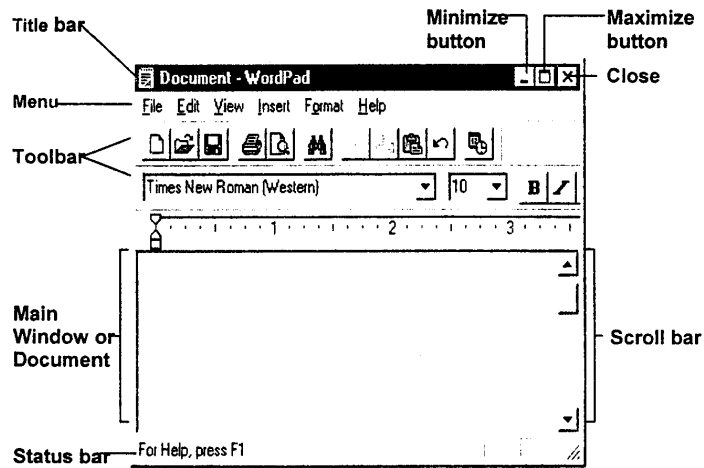 Title bar
Minimize button
Maximize button
Document - WordPad
Close
Menu
File Edit View Insert Format Help
Toolbar
Times New Roman (Western) 10 B I
1 2 3
Main Window or Document
Scroll bar
Status bar
For Help, press F1